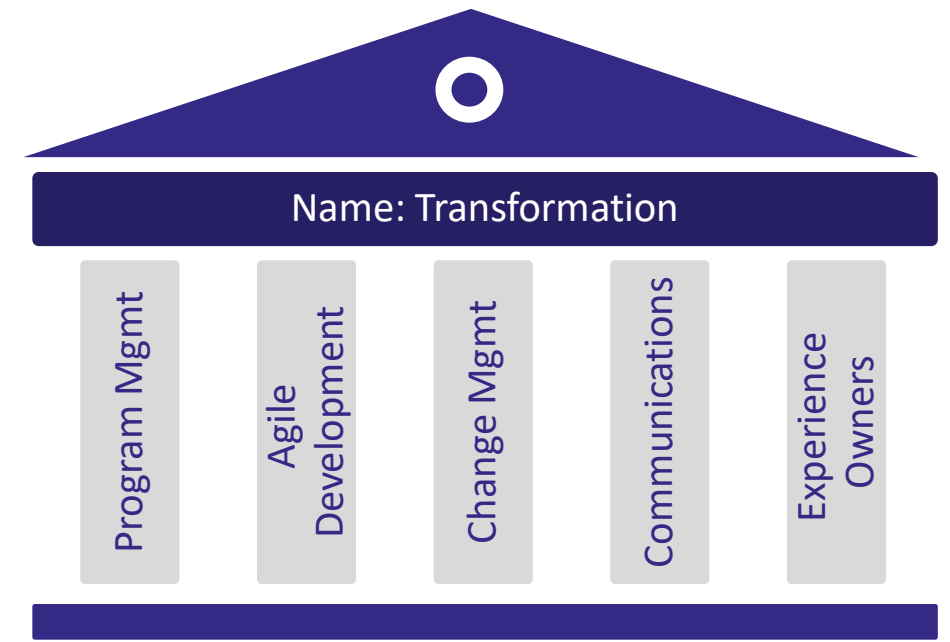 Name: Transformation
Program Mgmt
Agile
Development
Change Mgmt
Communications
Experience
Owners